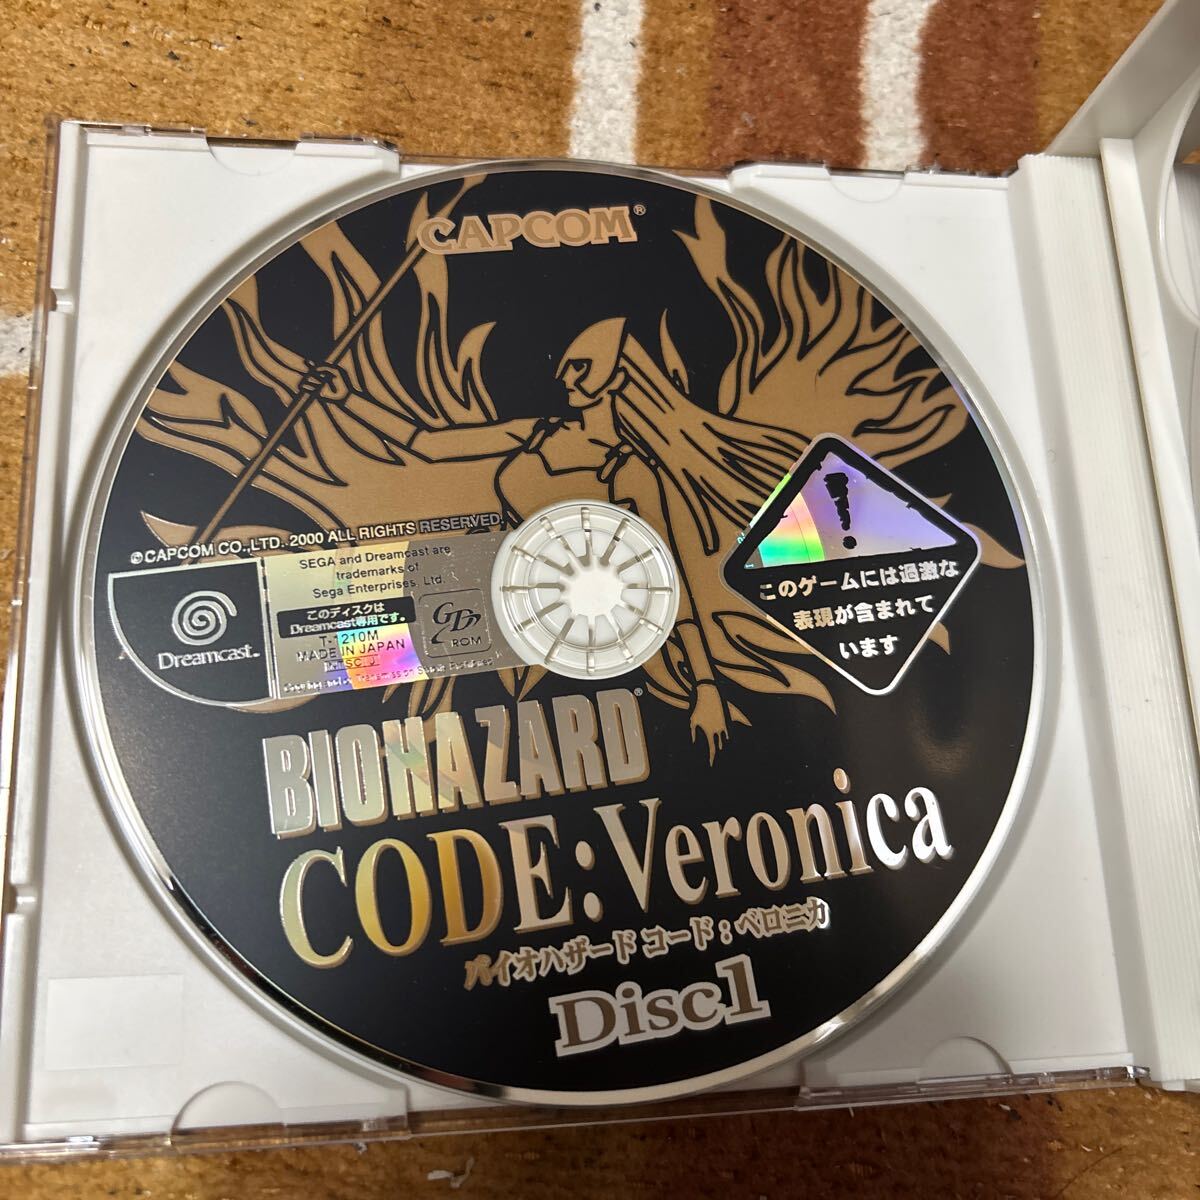 CAPCOM®
©CAPCOM CO.,LTD. 2000 ALL RIGHTS RESERVED.
SEGA and Dreamcast are
trademarks of
Sega Enterprises, Ltd.
このディスクは
Dreamcast専用です。
T-1210M
MADE IN JAPAN
Dreamcast™
GD
ROM
!
このゲームには過激な
表現が含まれて
います
BIOHAZARD®
CODE:Veronica
バイオハザード コード:ベロニカ
Disc1